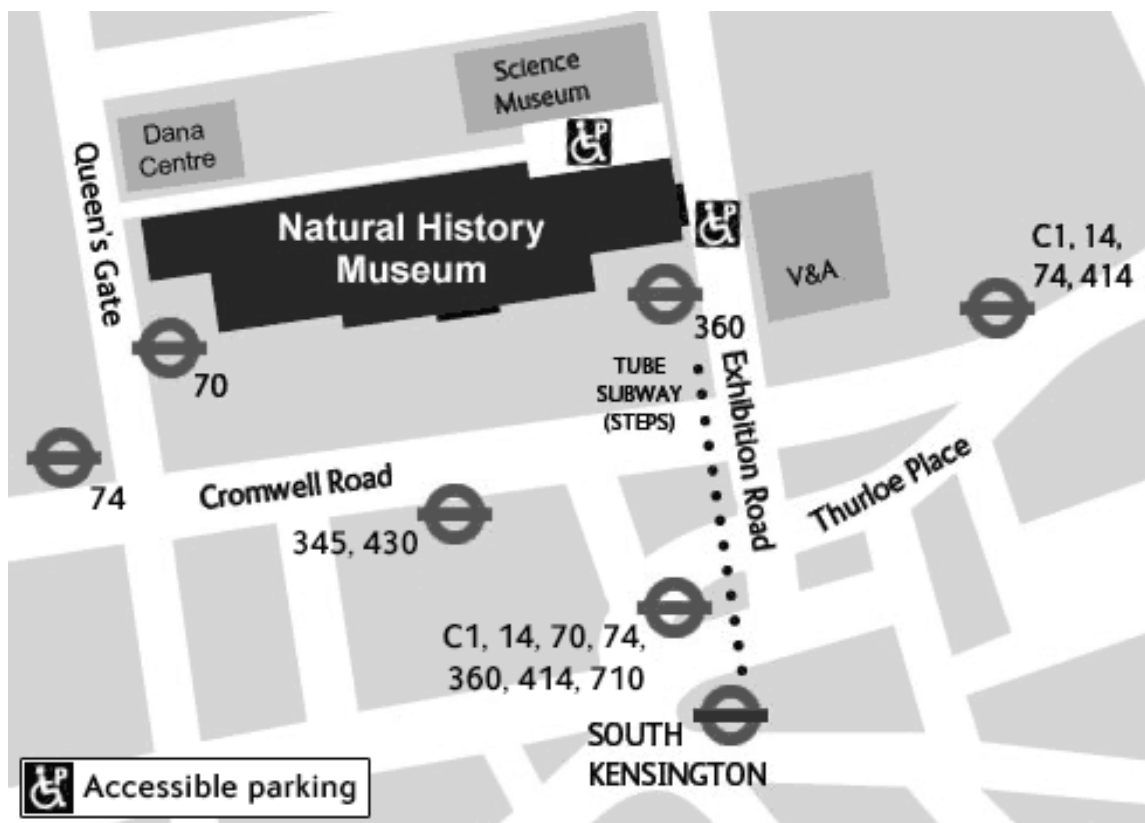 Science
Museum
P
Dana
Centre
Queen's Gate
Natural History
Museum
P
V&A
C1, 14,
74, 414
360
70
TUBE
SUBWAY
(STEPS)
Exhibition Road
74
Cromwell Road
Thurloe Place
345, 430
C1, 14, 70, 74,
360, 414, 710
SOUTH
KENSINGTON
P
Accessible parking